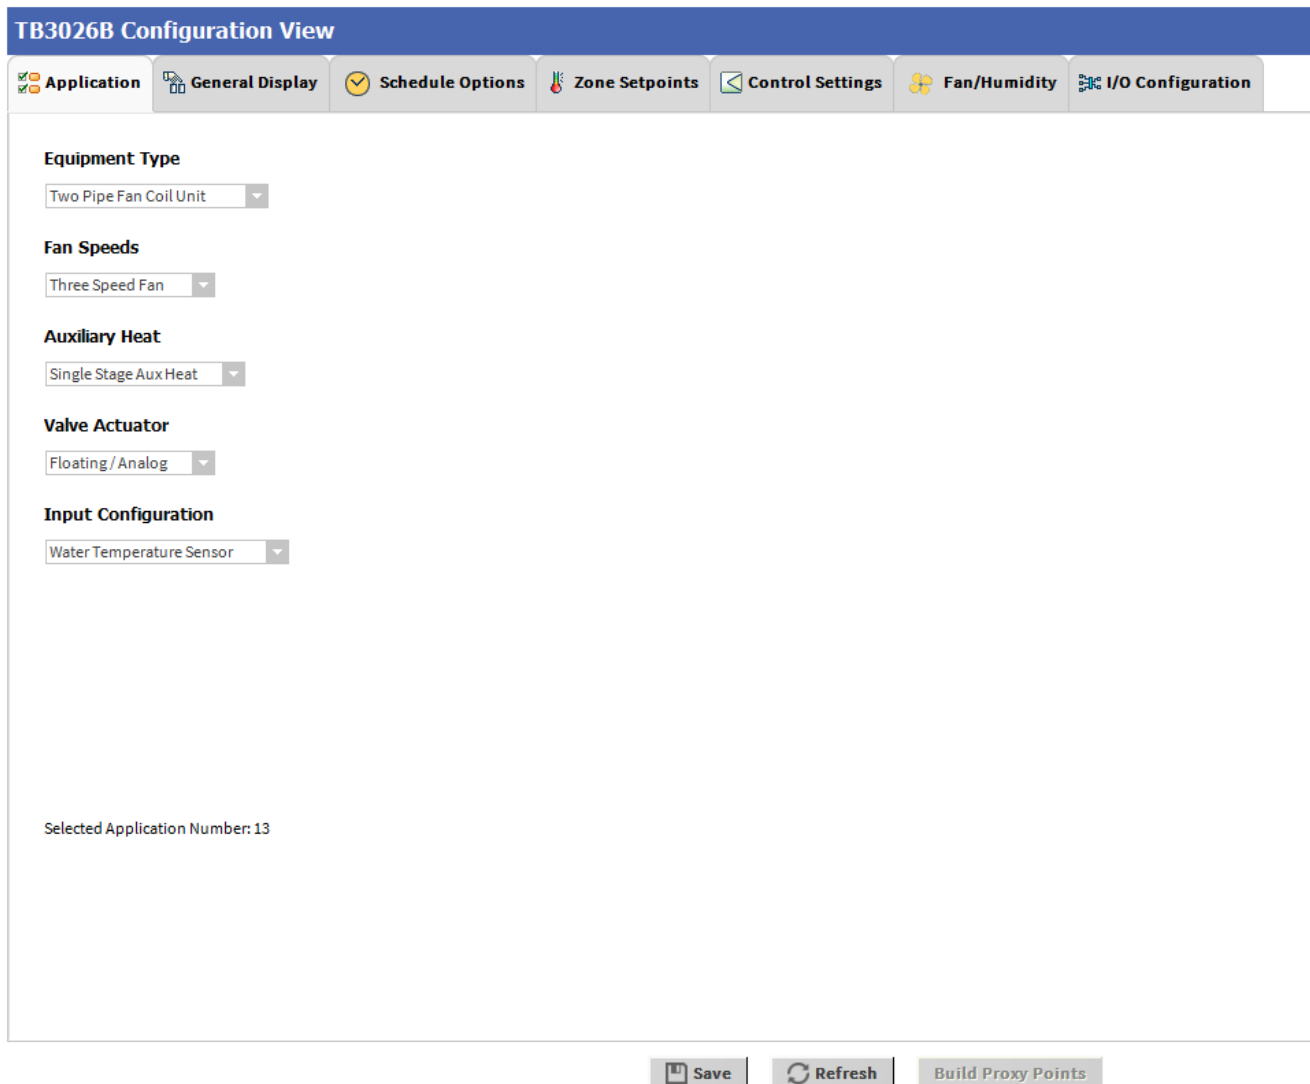 TB3026B Configuration View
Application General Display Schedule Options Zone Setpoints Control Settings Fan/Humidity I/O Configuration
Equipment Type
Two Pipe Fan Coil Unit
Fan Speeds
Three Speed Fan
Auxiliary Heat
Single Stage Aux Heat
Valve Actuator
Floating / Analog
Input Configuration
Water Temperature Sensor
Selected Application Number: 13
Save Refresh Build Proxy Points